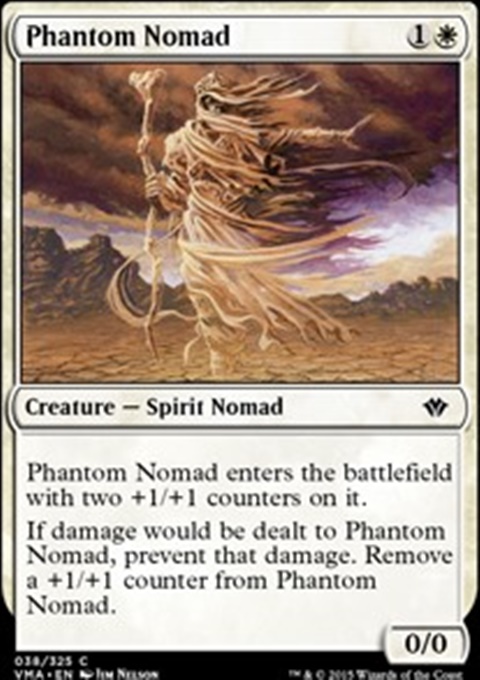 Phantom Nomad 1
Creature — Spirit Nomad
Phantom Nomad enters the battlefield
with two +1/+1 counters on it.
If damage would be dealt to Phantom
Nomad, prevent that damage. Remove
a +1/+1 counter from Phantom
Nomad.
0/0
038/325 C
VMA • EN Jim Nelson
™ & © 2015 Wizards of the Coast